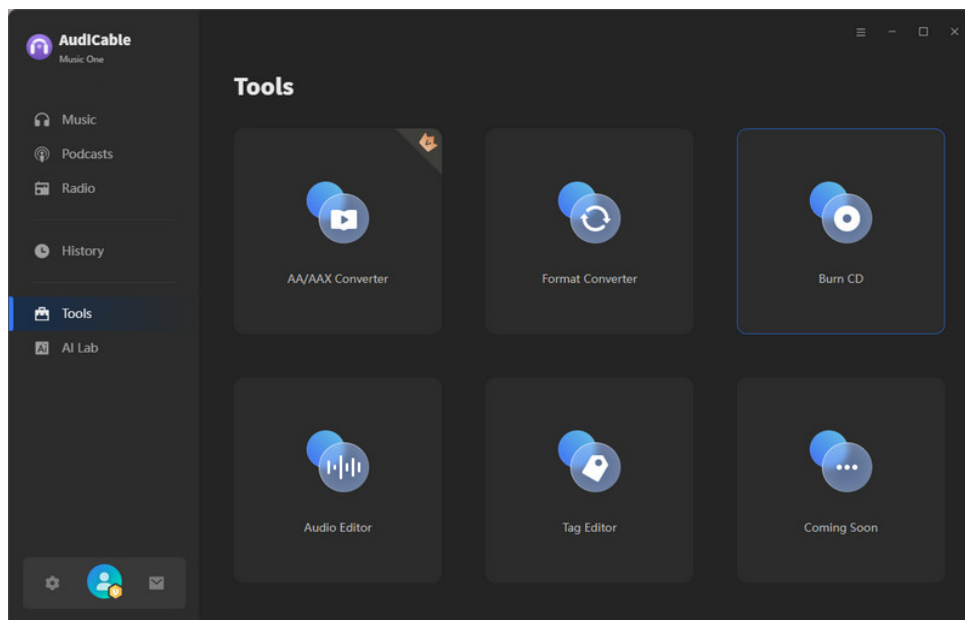 AudiCable
Music One
Music
Podcasts
Radio
History
Tools
AI Lab
Tools
AA/AAX Converter
Format Converter
Burn CD
Audio Editor
Tag Editor
Coming Soon